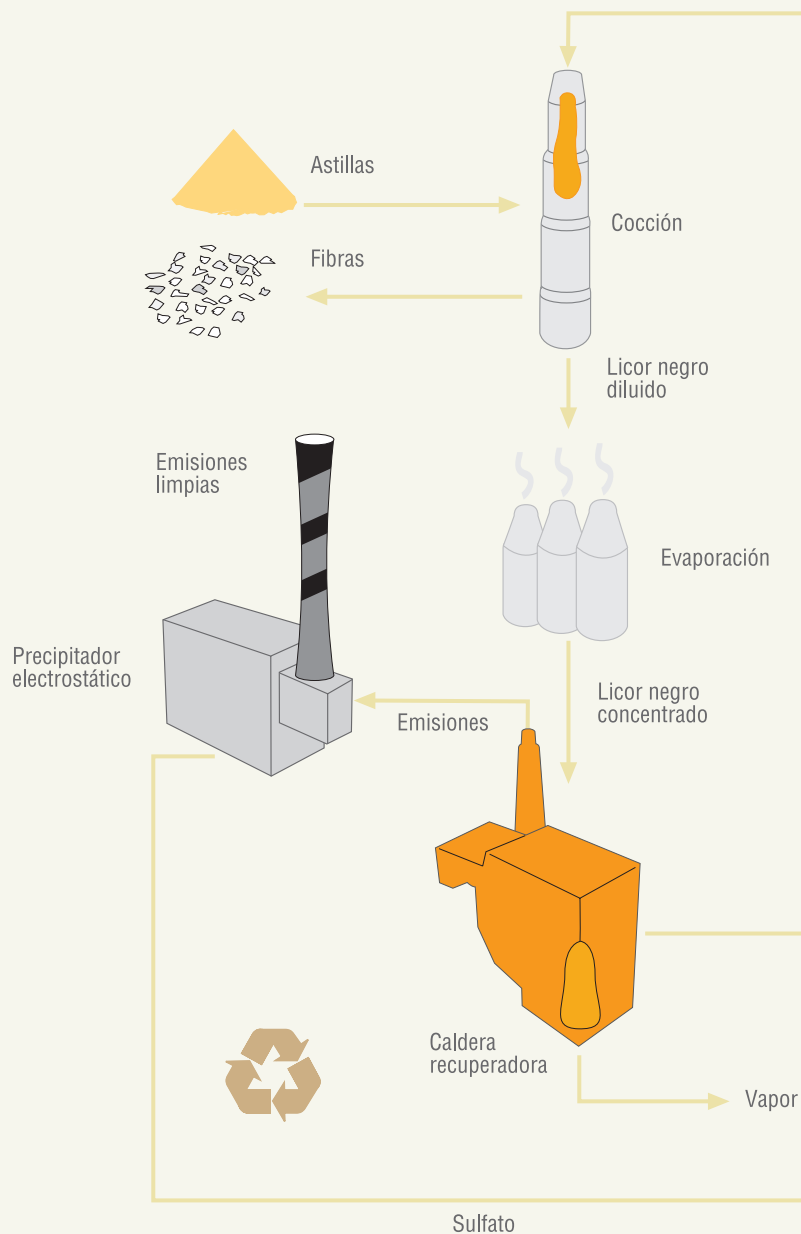 Astillas
Cocción
Fibras
Licor negro
diluido
Emisiones
limpias
Evaporación
Precipitador
electrostático
Licor negro
concentrado
Emisiones
Caldera
recuperadora
Vapor
Sulfato